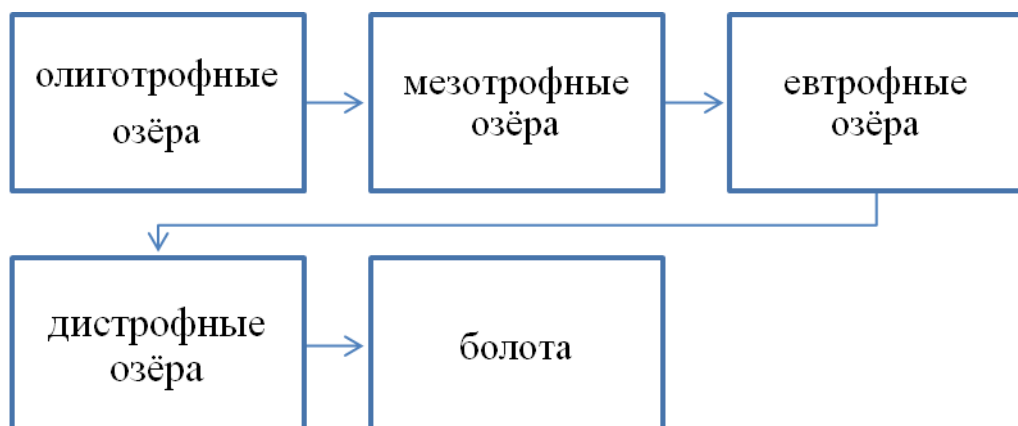 олиготрофные
озёра
мезотрофные
озёра
евтрофные
озёра
дистрофные
озёра
болота